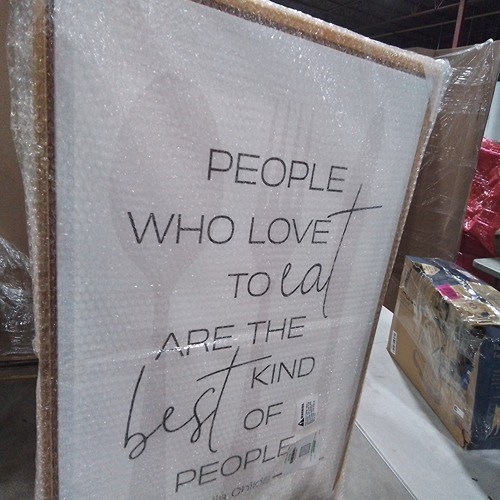 PEOPLE
WHO LOVE
TO eat
ARE THE
best KIND
OF
PEOPLE